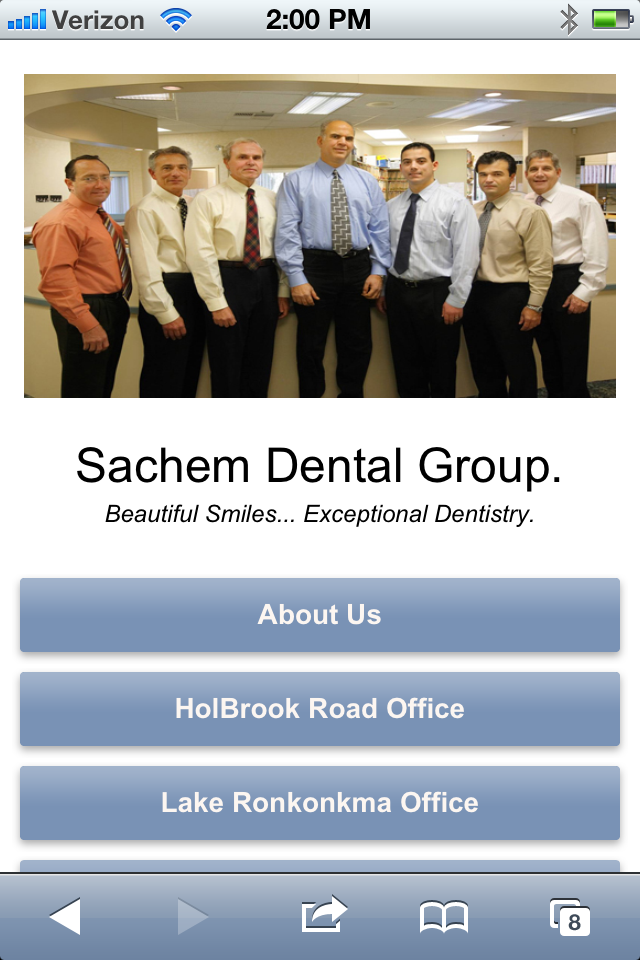 Verizon 2:00 PM
Sachem Dental Group.
Beautiful Smiles... Exceptional Dentistry.
About Us
HolBrook Road Office
Lake Ronkonkma Office
8